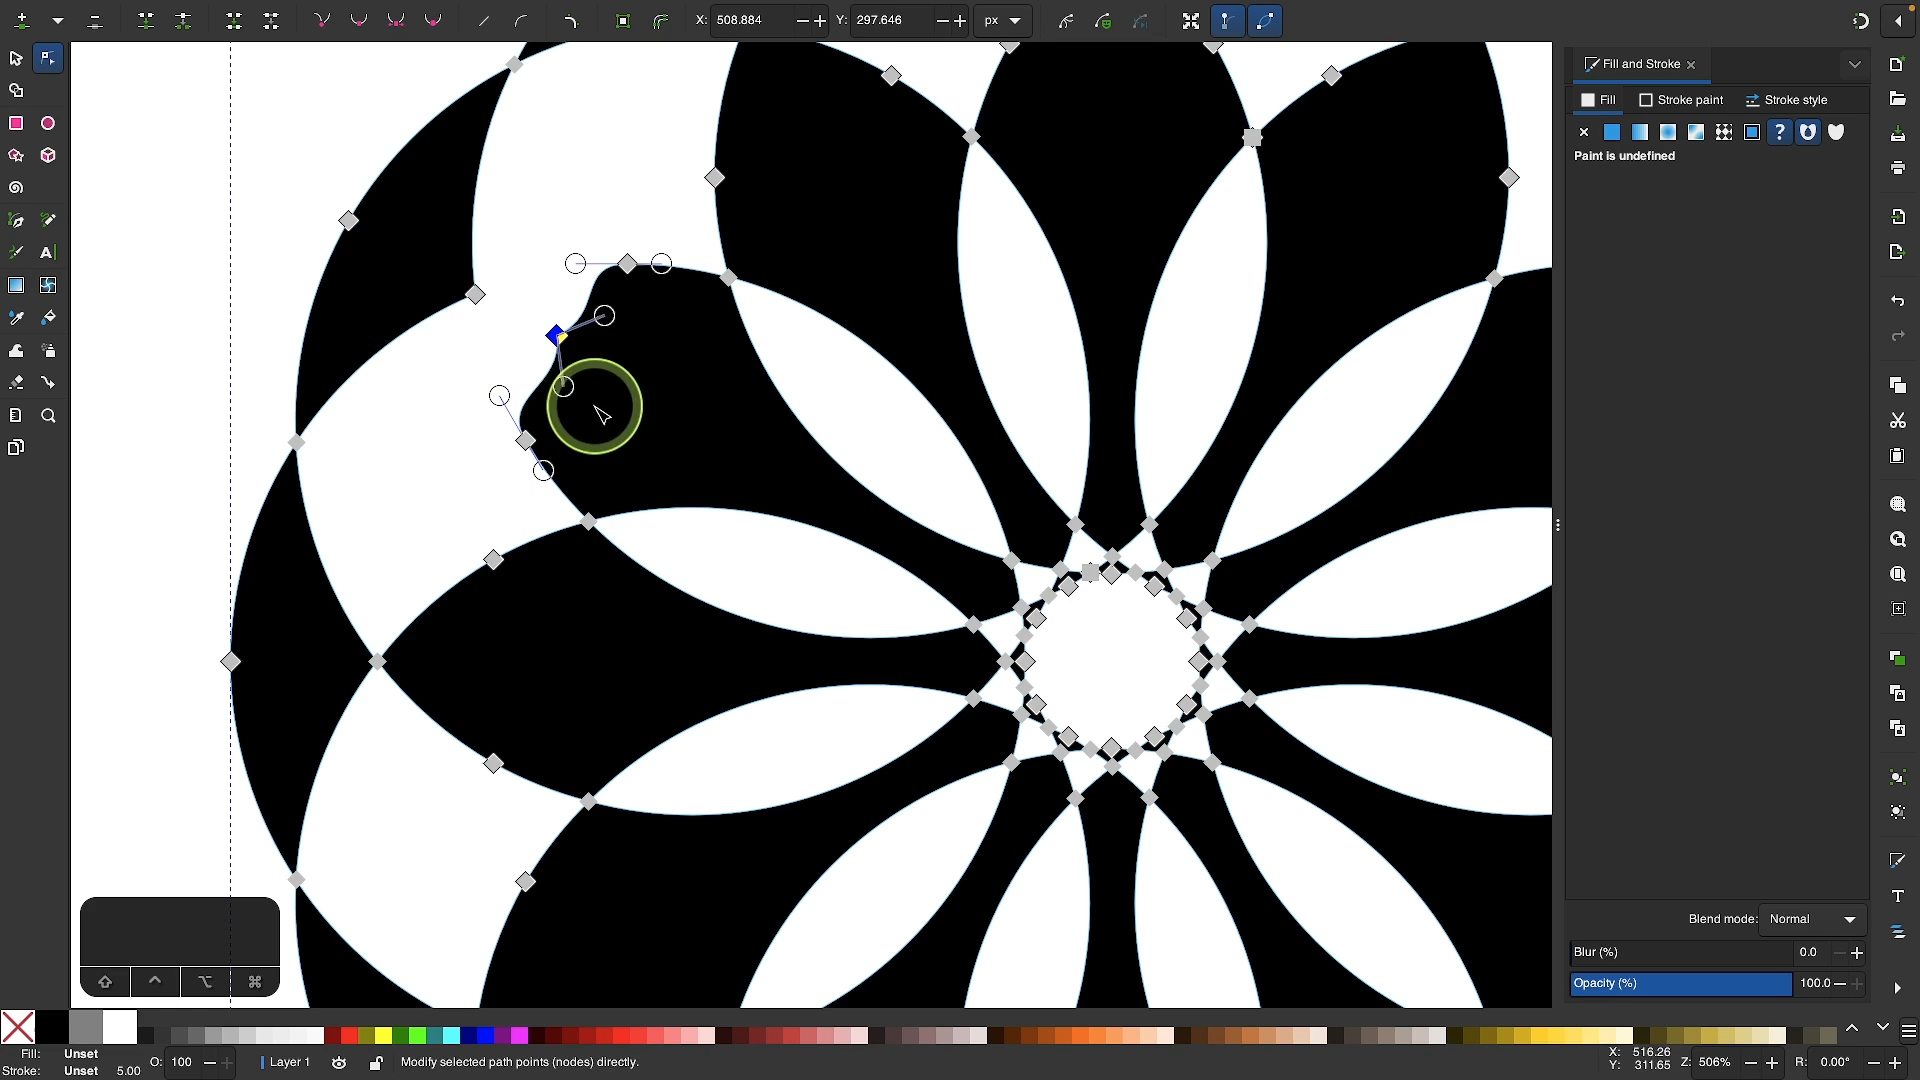 X: 508.884 Y: 297.646 px
Fill and Stroke
Fill Stroke paint Stroke style
?
Paint is undefined
A
T
Blend mode: Normal
Blur (%) 0.0
Opacity (%) 100.0
Fill: Unset
Stroke: Unset 5.00
O: 100
Layer 1
Modify selected path points (nodes) directly.
X: 516.26
Y: 311.65
Z: 506%
R: 0.00°